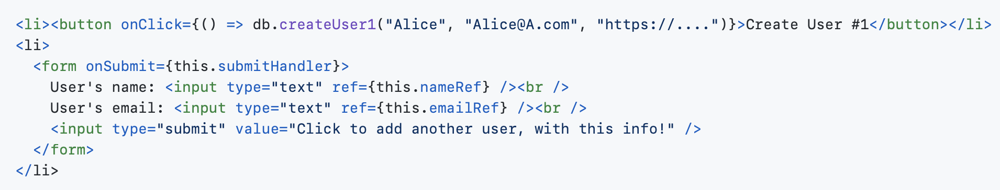 <li><button onClick={() => db.createUser1("Alice", "Alice@A.com", "https://....")}>Create User #1</button></li>
<li>
  <form onSubmit={this.submitHandler}>
    User's name: <input type="text" ref={this.nameRef} /><br />
    User's email: <input type="text" ref={this.emailRef} /><br />
    <input type="submit" value="Click to add another user, with this info!" />
  </form>
</li>